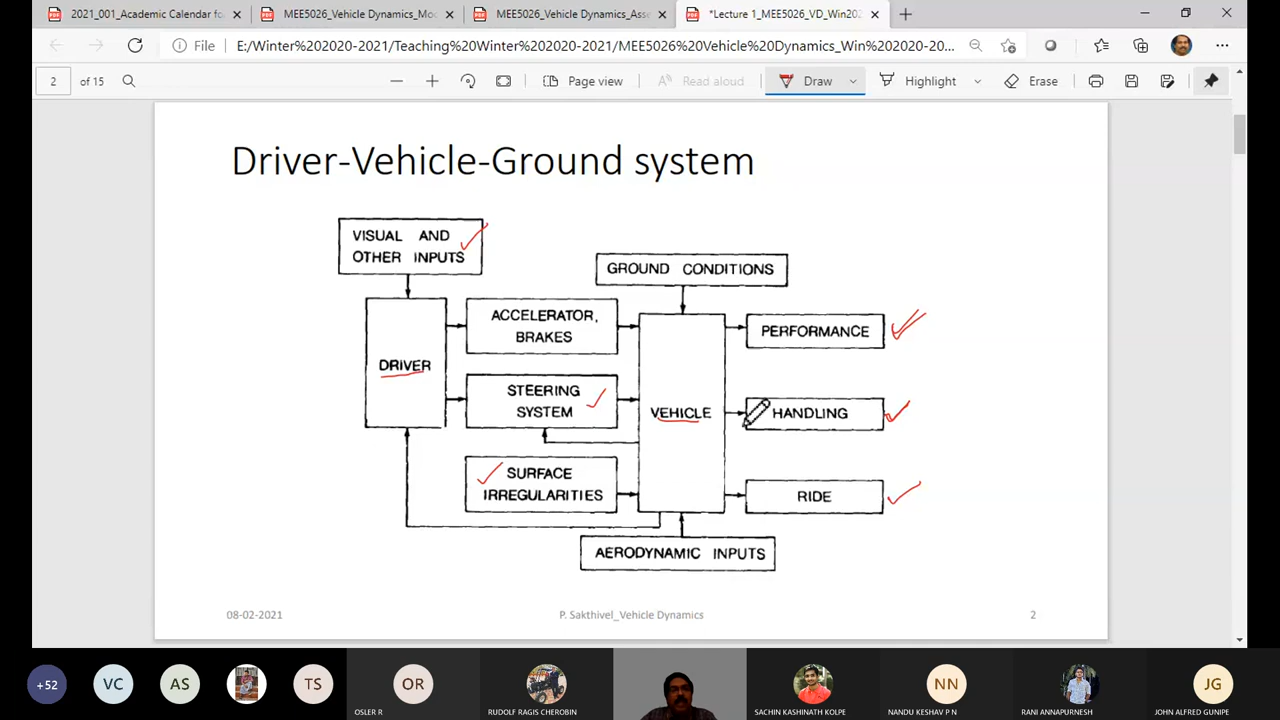 2021_001_Academic Calendar fo
MEE5026_Vehicle Dynamics_Mo
MEE5026_Vehicle Dynamics_Asse
*Lecture 1_MEE5026_VD_Win202
File
E:/Winter%202020-2021/Teaching%20Winter%202020-2021/MEE5026%20Vehicle%20Dynamics_Win%202020-20...
2
of 15
Page view
Read aloud
Draw
Highlight
Erase
Driver-Vehicle-Ground system
VISUAL AND
OTHER INPUTS
GROUND CONDITIONS
ACCELERATOR,
BRAKES
PERFORMANCE
DRIVER
STEERING
SYSTEM
VEHICLE
HANDLING
SURFACE
IRREGULARITIES
RIDE
AERODYNAMIC INPUTS
08-02-2021
P. Sakthivel_Vehicle Dynamics
2
+52
VC
AS
TS
OR
NN
JG
OSLER R
RUDOLF RAGIS CHEROBIN
SACHIN KASHINATH KOLPE
NANDU KESHAV P N
RANI ANNAPURNESH
JOHN ALFRED GUNIPE